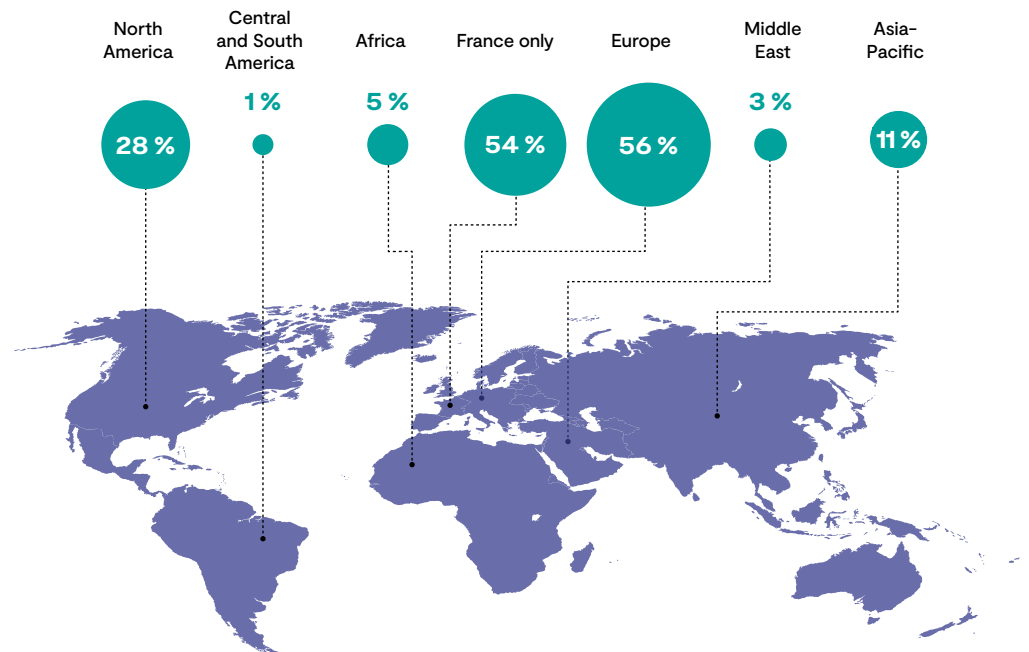 North
America
28 %
Central
and South
America
1 %
Africa
5 %
France only
54 %
Europe
56 %
Middle
East
3 %
Asia-
Pacific
11 %